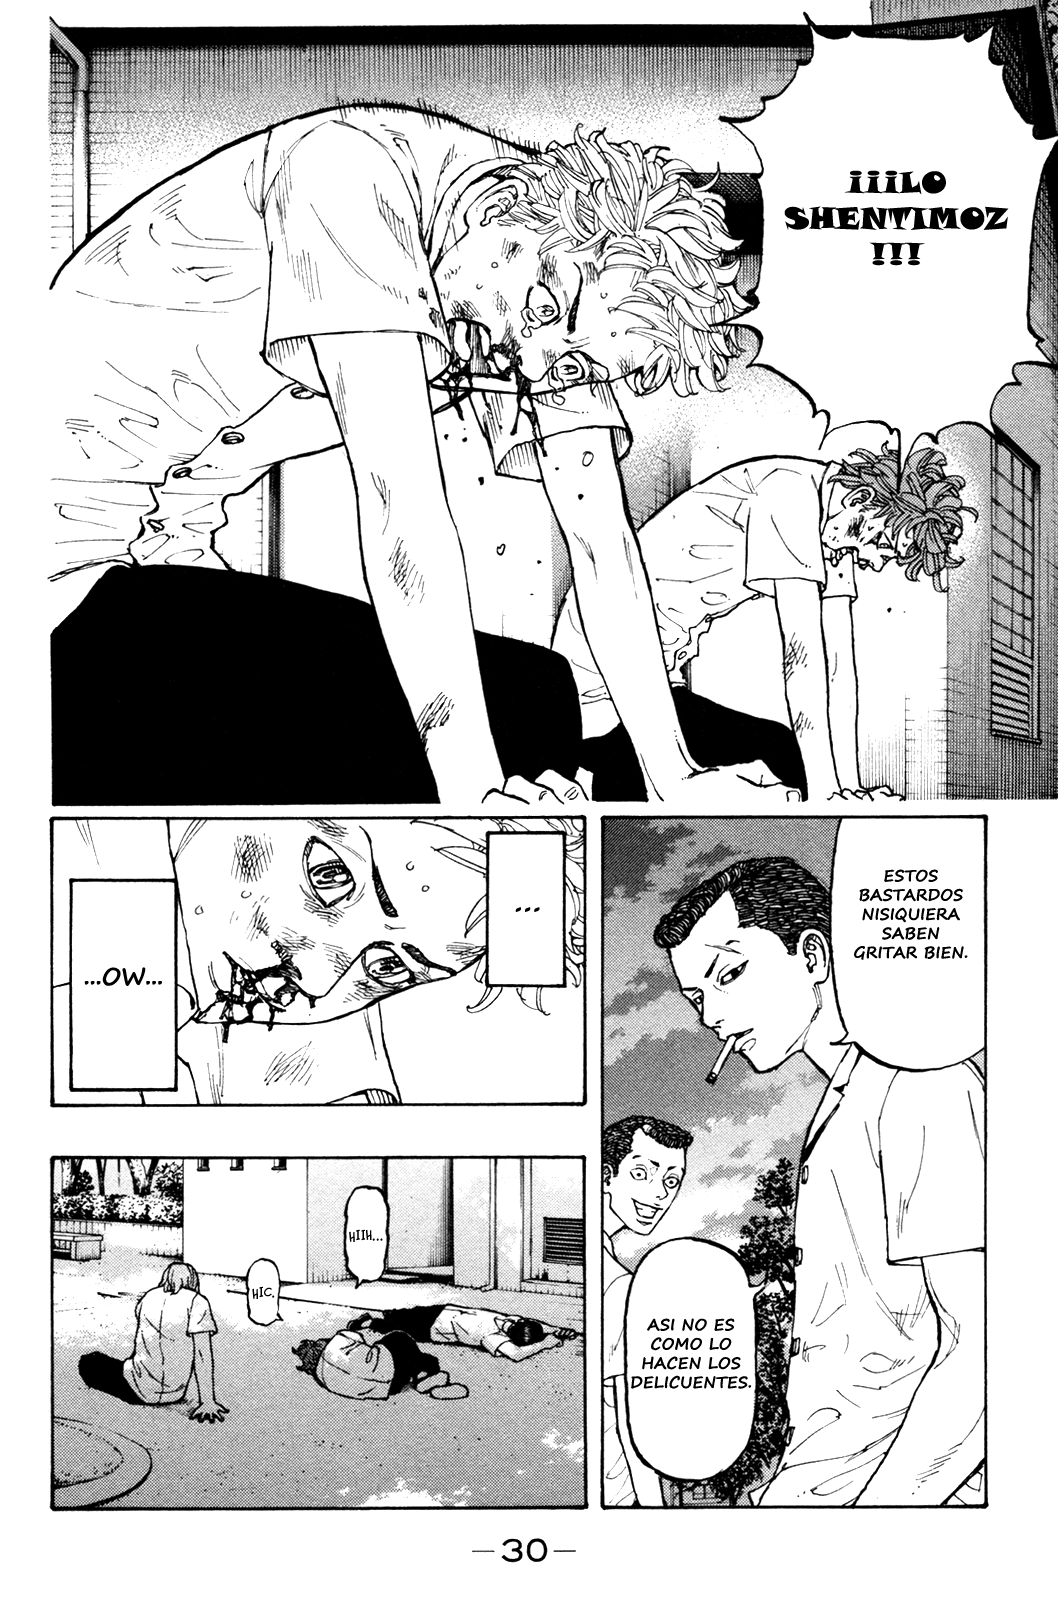 ¡¡¡LO
SHENTIMOZ
!!!
...
...OW...
ESTOS
BASTARDOS
NISIQUIERA
SABEN
GRITAR BIEN.
ASI NO ES
COMO LO
HACEN LOS
DELICUENTES.
HIIH...
HIC.
—30—